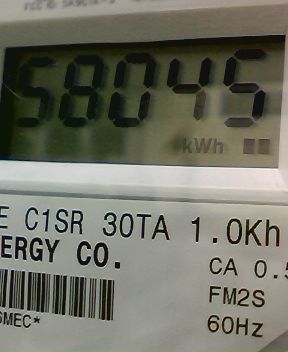 58045
kWh
E C1SR 30TA 1.0Kh
ERGY CO.
CA 0.5
FM2S
60Hz
SMEC*